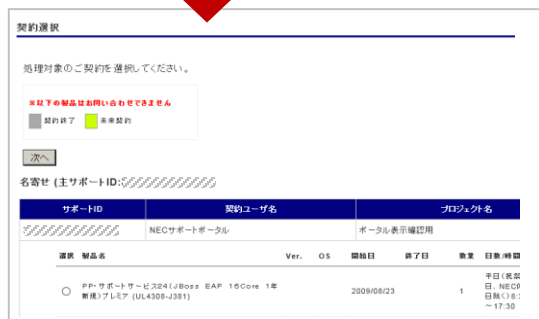 契約選択
処理対象のご契約を選択してください。
※以下の製品はお問い合わせできません
契約終了 未来契約
次へ
名寄せ (主サポートID:
サポートID 契約ユーザ名 プロジェクト名
NECサポートポータル ポータル表示確認用
選択 製品名 Ver. OS 開始日 終了日 数量 日数/時間
PP・サポートサービス24(JBoss EAP 16Core 1年
新規)プレミア (UL4308-J381)
2009/08/23 1
平日(祝祭
日、NEC
日除く)8:
～17:30